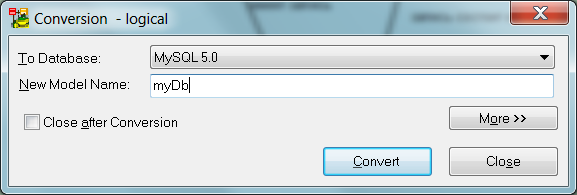 Conversion - logical
To Database:
MySQL 5.0
New Model Name:
myDb
Close after Conversion
More >>
Convert
Close